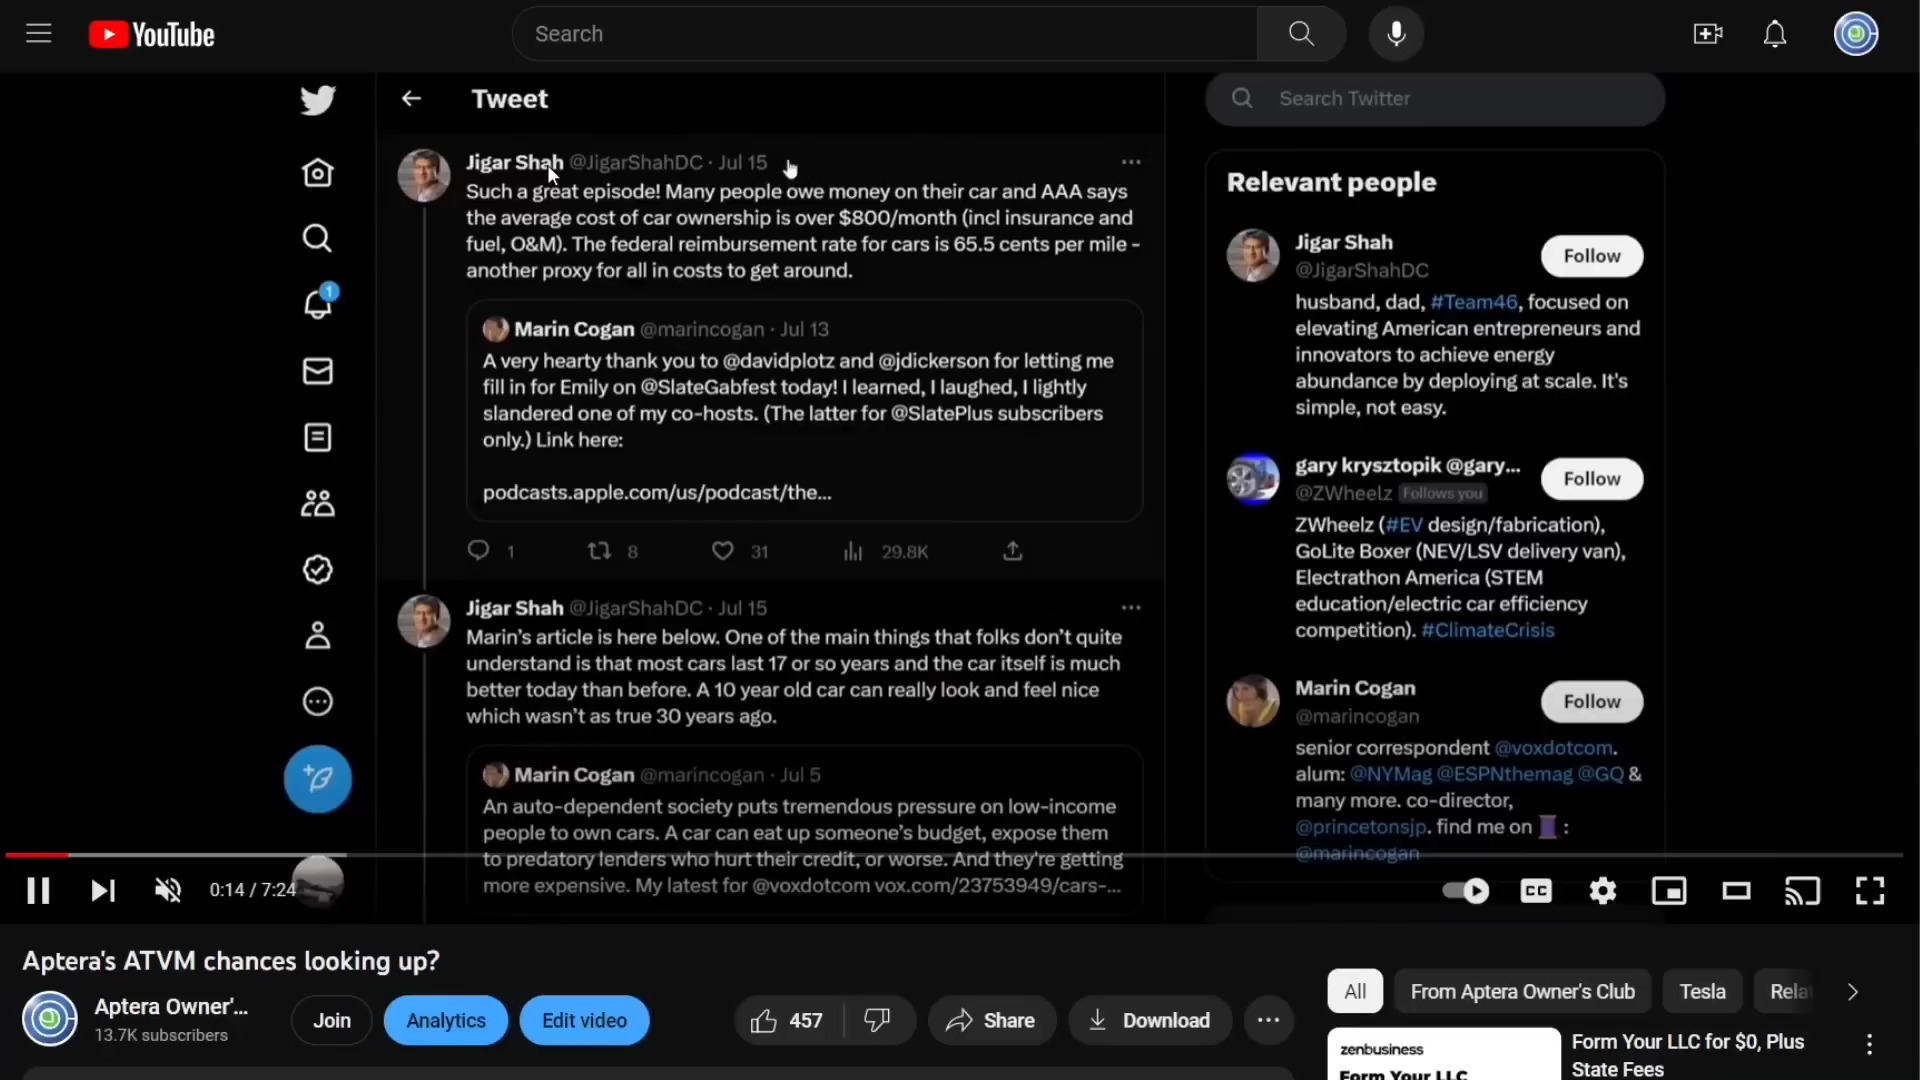 YouTube
Search
Tweet
Search Twitter
Jigar Shah @JigarShahDC · Jul 15
Such a great episode! Many people owe money on their car and AAA says
the average cost of car ownership is over $800/month (incl insurance and
fuel, O&M). The federal reimbursement rate for cars is 65.5 cents per mile -
another proxy for all in costs to get around.
Marin Cogan @marincogan · Jul 13
A very hearty thank you to @davidplotz and @jdickerson for letting me
fill in for Emily on @SlateGabfest today! I learned, I laughed, I lightly
slandered one of my co-hosts. (The latter for @SlatePlus subscribers
only.) Link here:
podcasts.apple.com/us/podcast/the...
1 8 31 29.8K
1
Jigar Shah @JigarShahDC · Jul 15
Marin's article is here below. One of the main things that folks don't quite
understand is that most cars last 17 or so years and the car itself is much
better today than before. A 10 year old car can really look and feel nice
which wasn't as true 30 years ago.
Marin Cogan @marincogan · Jul 5
An auto-dependent society puts tremendous pressure on low-income
people to own cars. A car can eat up someone's budget, expose them
to predatory lenders who hurt their credit, or worse. And they're getting
more expensive. My latest for @voxdotcom vox.com/23753949/cars-...
Relevant people
Jigar Shah
@JigarShahDC
Follow
husband, dad, #Team46, focused on
elevating American entrepreneurs and
innovators to achieve energy
abundance by deploying at scale. It's
simple, not easy.
gary krysztopik @gary...
@ZWheelz Follows you
Follow
ZWheelz (#EV design/fabrication),
GoLite Boxer (NEV/LSV delivery van),
Electrathon America (STEM
education/electric car efficiency
competition). #ClimateCrisis
Marin Cogan
@marincogan
Follow
senior correspondent @voxdotcom.
alum: @NYMag @ESPNthemag @GQ &
many more. co-director,
@princetonsjp. find me on :
@marincogan
0:14 / 7:24
CC
Aptera's ATVM chances looking up?
Aptera Owner'...
13.7K subscribers
Join
Analytics
Edit video
457
Share
Download
All
From Aptera Owner's Club
Tesla
Rela
zenbusiness
Form Your LLC
Form Your LLC for $0, Plus
State Fees